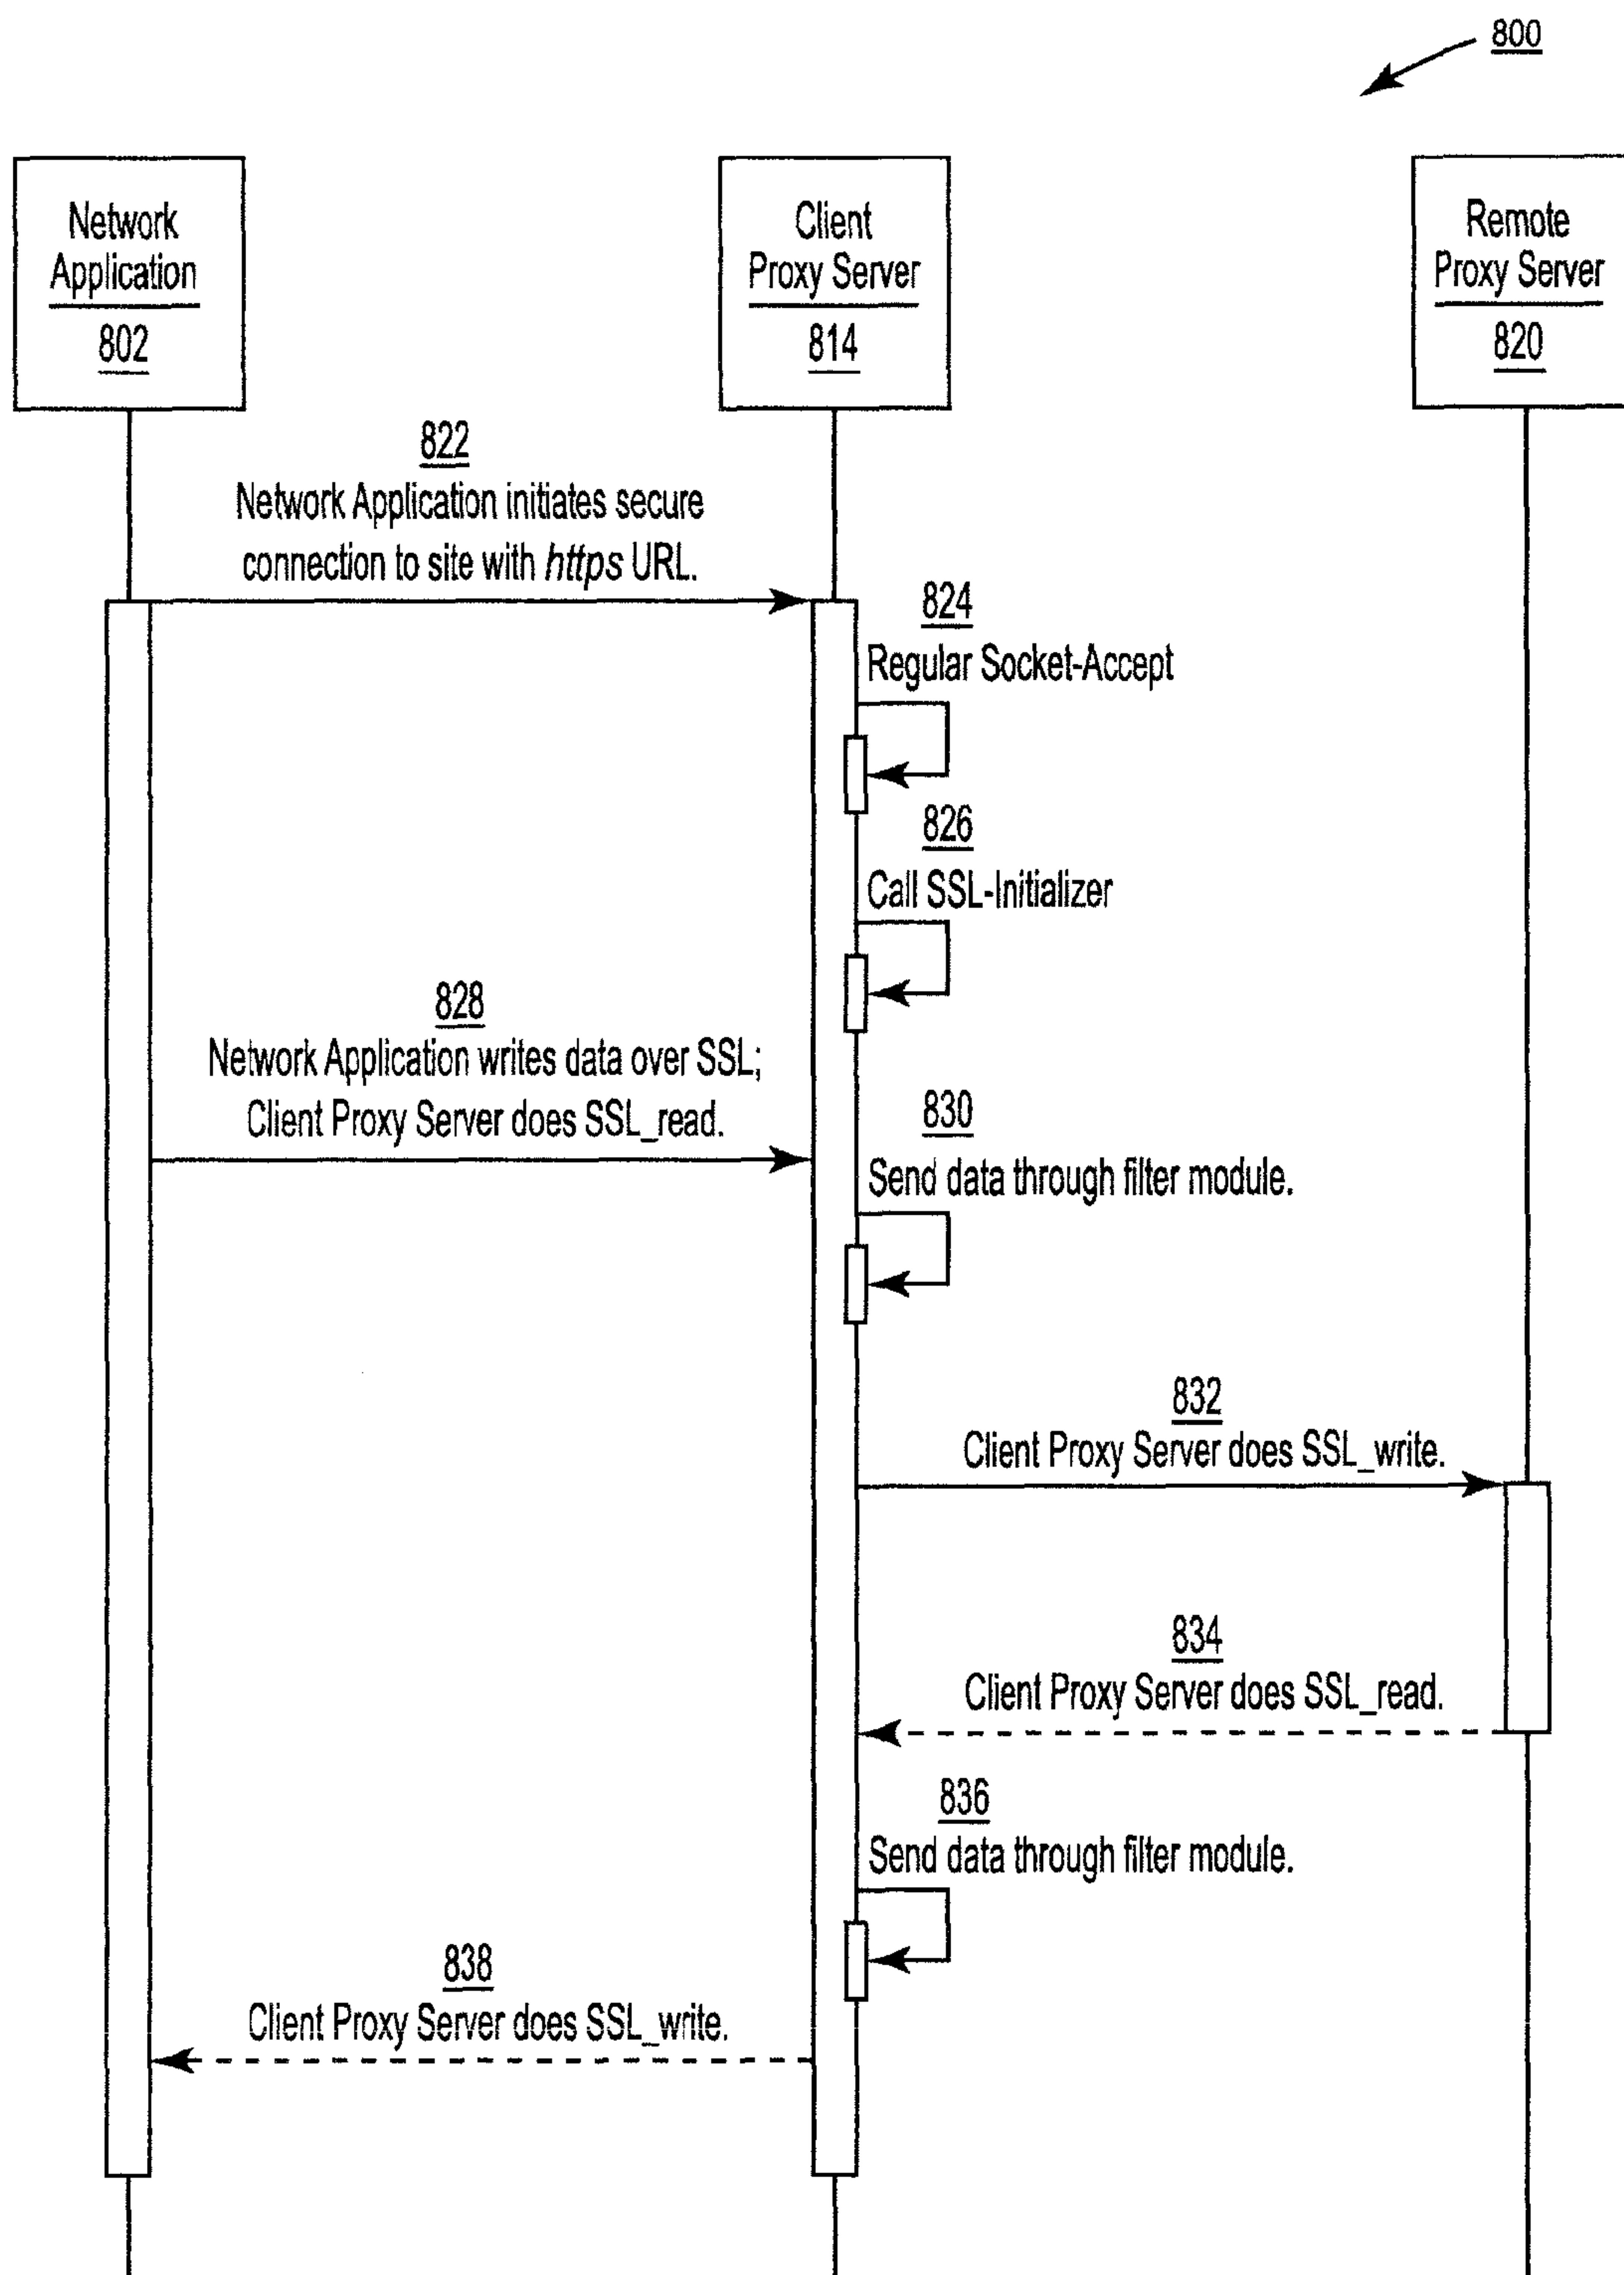 800
Network
Application
802
Client
Proxy Server
814
Remote
Proxy Server
820
822
Network Application initiates secure
connection to site with https URL.
824
Regular Socket-Accept
826
Call SSL-Initializer
828
Network Application writes data over SSL;
Client Proxy Server does SSL_read.
830
Send data through filter module.
832
Client Proxy Server does SSL_write.
834
Client Proxy Server does SSL_read.
836
Send data through filter module.
838
Client Proxy Server does SSL_write.